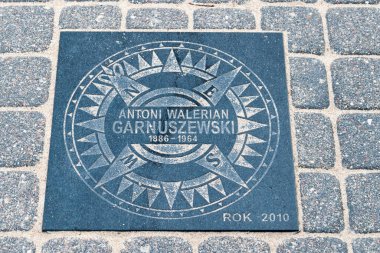 N E
ANTONI WALERIAN
GARNUSZEWSKI
1886 - 1964
W S
ROK 2010